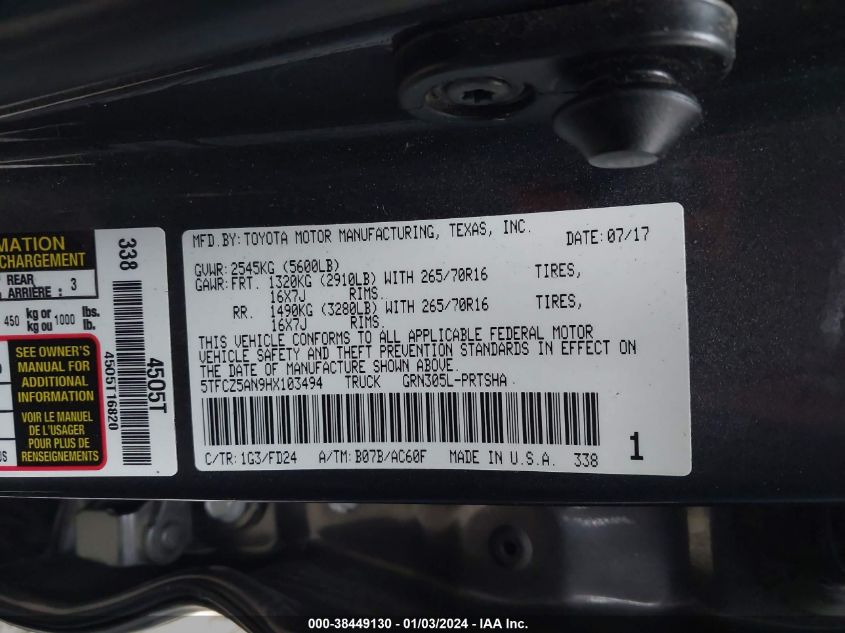 MATION
CHARGEMENT
REAR
ARRIÈRE : 3
450 kg or 1000 lbs.
kg ou lb.
SEE OWNER'S
MANUAL FOR
ADDITIONAL
INFORMATION
VOIR LE MANUEL
DE L'USAGER
POUR PLUS DE
RENSEIGNEMENTS
US
338
4505T
4505T16820
MFD.BY:TOYOTA MOTOR MANUFACTURING, TEXAS, INC. DATE:07/17
GVWR:2545KG (5600LB)
GAWR:FRT. 1320KG (2910LB) WITH 265/70R16 TIRES,
16X7J RIMS.
RR. 1490KG (3280LB) WITH 265/70R16 TIRES,
16X7J RIMS.
THIS VEHICLE CONFORMS TO ALL APPLICABLE FEDERAL MOTOR
VEHICLE SAFETY AND THEFT PREVENTION STANDARDS IN EFFECT ON
THE DATE OF MANUFACTURE SHOWN ABOVE.
5TFCZ5AN9HX103494 TRUCK GRN305L-PRTSHA
C/TR:1G3/FD24 A/TM:B07B/AC60F MADE IN U.S.A. 338 1
000-38449130 - 01/03/2024 - IAA Inc.